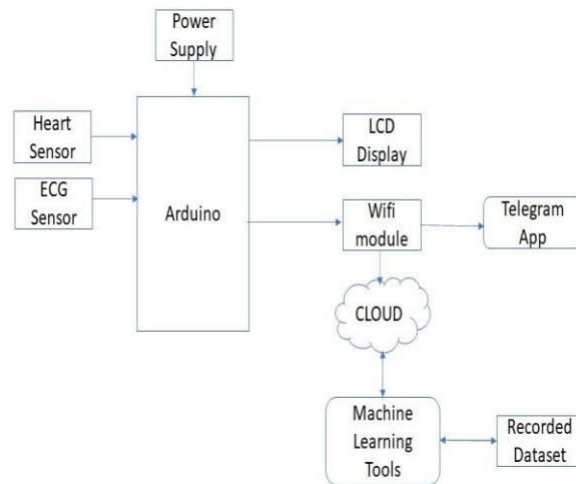 Power
Supply
Heart
Sensor
ECG
Sensor
Arduino
LCD
Display
Wifi
module
Telegram
App
CLOUD
Machine
Learning
Tools
Recorded
Dataset